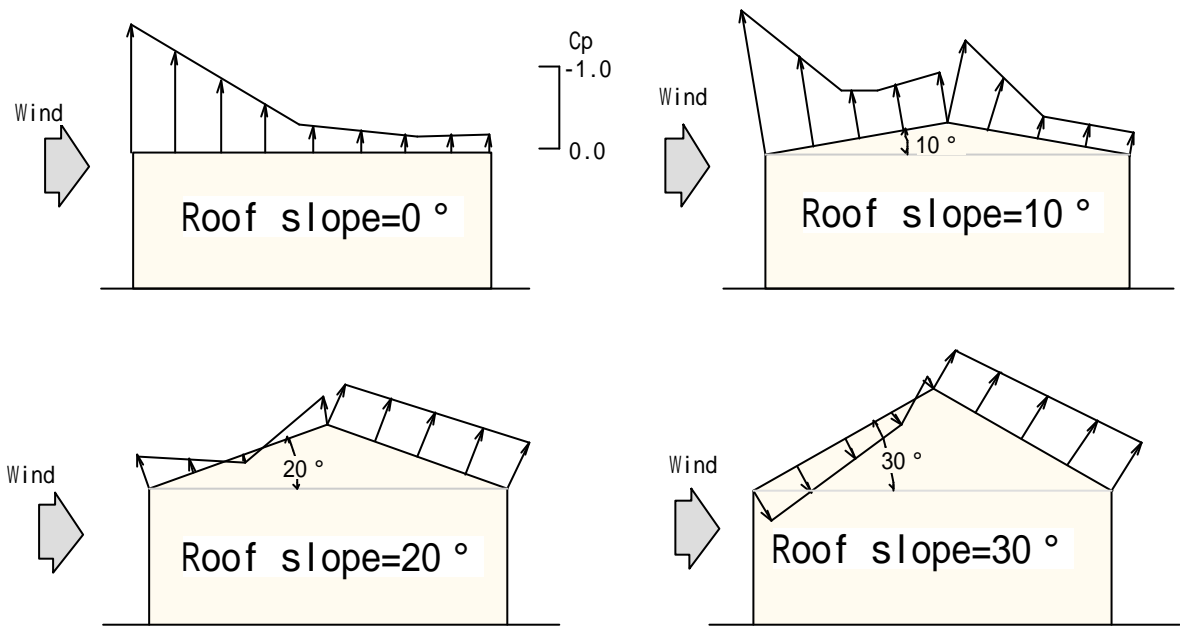 Cp
-1.0
0.0
Wind
Roof slope=0 °
Wind
10 °
Roof slope=10 °
Wind
20 °
Roof slope=20 °
Wind
30 °
Roof slope=30 °